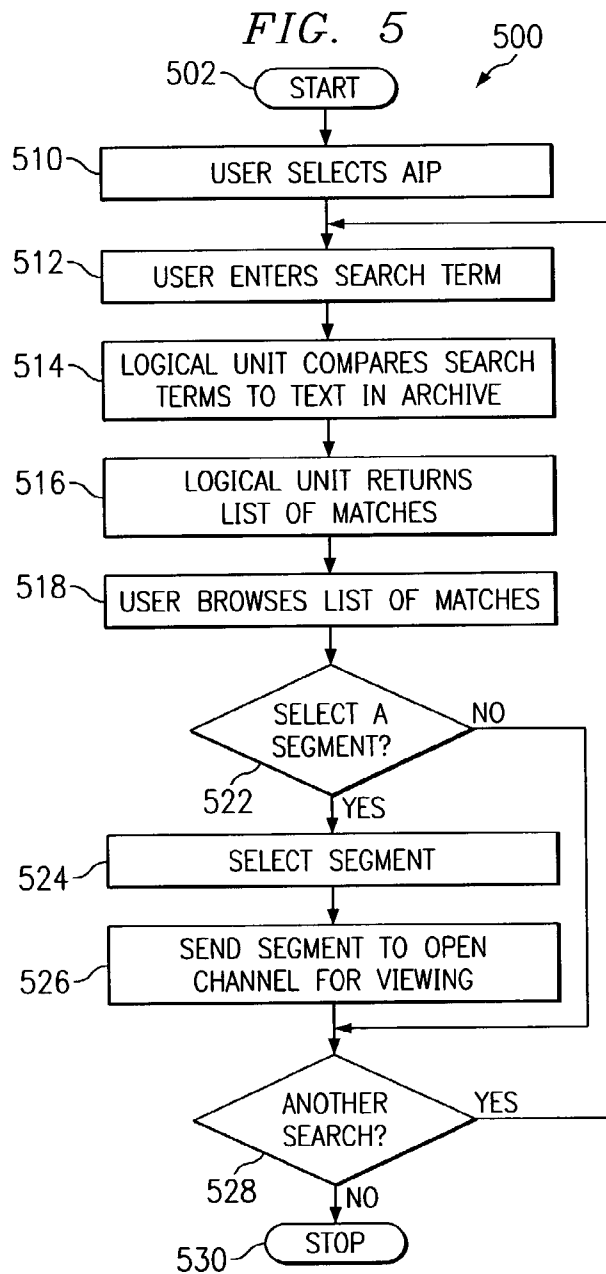 FIG. 5
500
502
START
510
USER SELECTS AIP
512
USER ENTERS SEARCH TERM
514
LOGICAL UNIT COMPARES SEARCH
TERMS TO TEXT IN ARCHIVE
516
LOGICAL UNIT RETURNS
LIST OF MATCHES
518
USER BROWSES LIST OF MATCHES
SELECT A
SEGMENT?
NO
522
YES
524
SELECT SEGMENT
526
SEND SEGMENT TO OPEN
CHANNEL FOR VIEWING
ANOTHER
SEARCH?
YES
528
NO
530
STOP